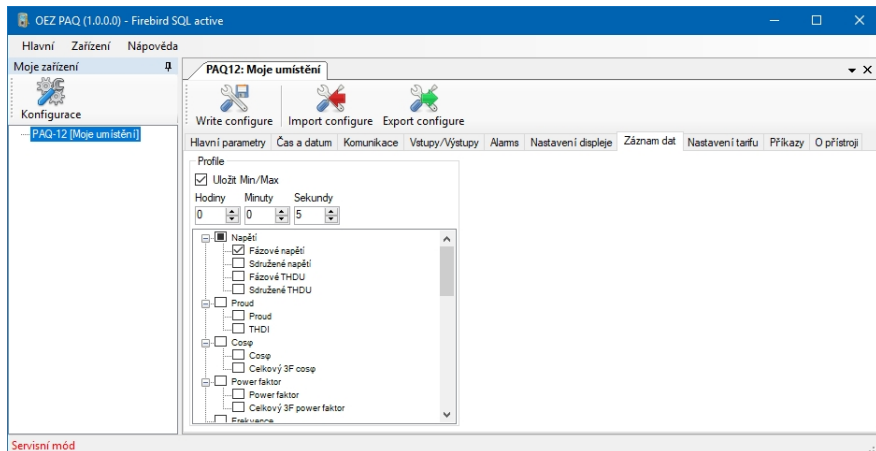 OEZ PAQ (1.0.0.0) - Firebird SQL active
Hlavní Zařízení Nápověda
Moje zařízení
PAQ12: Moje umístění
Konfigurace
Write configure Import configure Export configure
PAQ-12 [Moje umístění]
Hlavní parametry Čas a datum Komunikace Vstupy/Výstupy Alarms Nastavení displeje Záznam dat Nastavení tarifu Příkazy O přístroji
Profile
Uložit Min/Max
Hodiny Minuty Sekundy
0 0 5
Napětí
Fázové napětí
Sdružené napětí
Fázové THDU
Sdružené THDU
Proud
Proud
THDI
Cosφ
Cosφ
Celkový 3F cosφ
Power faktor
Power faktor
Celkový 3F power faktor
Frekvence
Servisní mód